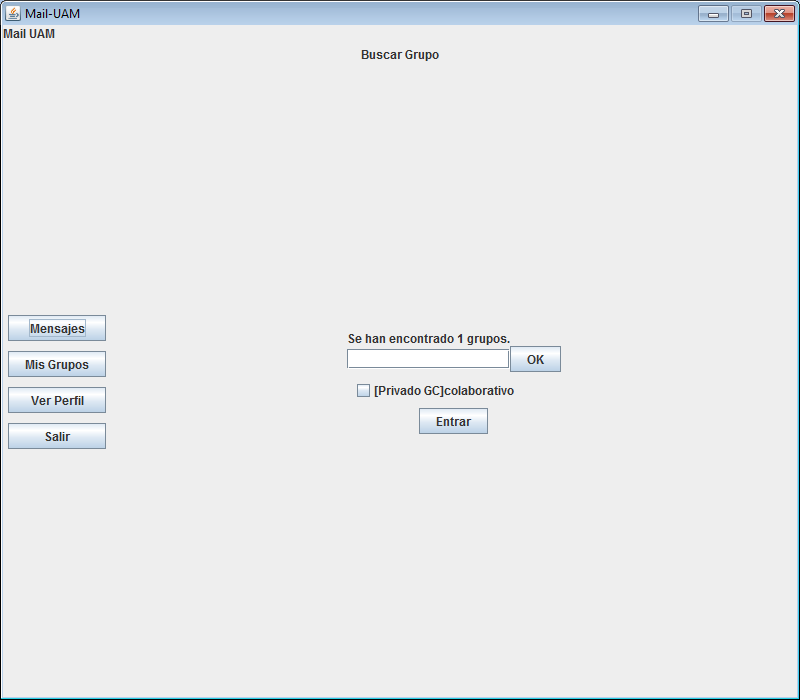 Mail-UAM
Mail UAM
Buscar Grupo
Mensajes
Mis Grupos
Ver Perfil
Salir
Se han encontrado 1 grupos.
OK
[Privado GC]colaborativo
Entrar